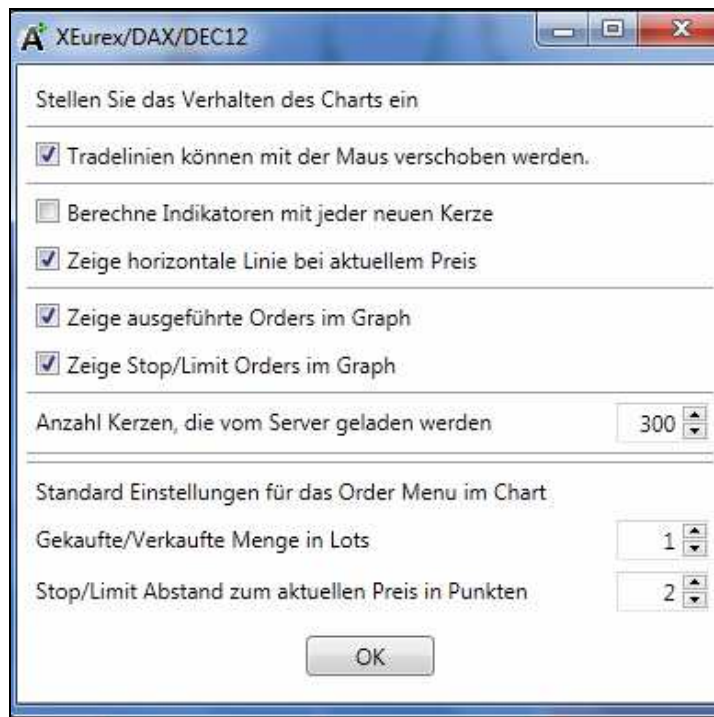 XEurex/DAX/DEC12
Stellen Sie das Verhalten des Charts ein
Tradelinien können mit der Maus verschoben werden.
Berechne Indikatoren mit jeder neuen Kerze
Zeige horizontale Linie bei aktuellem Preis
Zeige ausgeführte Orders im Graph
Zeige Stop/Limit Orders im Graph
Anzahl Kerzen, die vom Server geladen werden 300
Standard Einstellungen für das Order Menu im Chart
Gekaufte/Verkaufte Menge in Lots 1
Stop/Limit Abstand zum aktuellen Preis in Punkten 2
OK